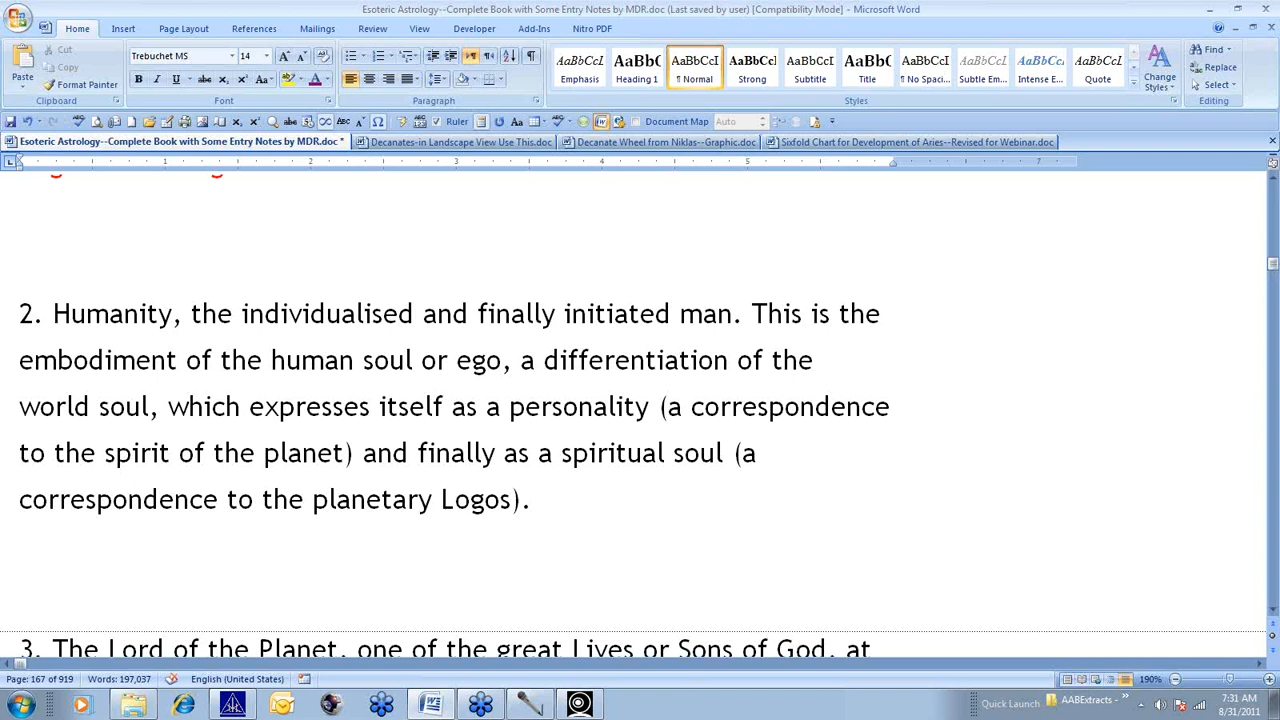 Esoteric Astrology--Complete Book with Some Entry Notes by MDR.doc (Last saved by user) [Compatibility Mode] - Microsoft Word
Home Insert Page Layout References Mailings Review View Developer Add-Ins Nitro PDF
Paste Cut Copy Format Painter Clipboard
Trebuchet MS 14 Font
Paragraph
AaBbCcI Emphasis AaBbC Heading 1 AaBbCcI ¶ Normal AaBbCc Strong AaBbCcI Subtitle AaBbC Title AaBbCcI No Spaci... AaBbCcI Subtle Em... AaBbCcI Intense E... AaBbCcI Quote Change Styles Styles
Find Replace Select Editing
Ruler Document Map Auto
Esoteric Astrology--Complete Book with Some Entry Notes by MDR.doc * Decanates-in Landscape View Use This.doc Decanate Wheel from Niklas--Graphic.doc Sixfold Chart for Development of Aries--Revised for Webinar.doc
1 2 3 4 5 6 7
2. Humanity, the individualised and finally initiated man. This is the
embodiment of the human soul or ego, a differentiation of the
world soul, which expresses itself as a personality (a correspondence
to the spirit of the planet) and finally as a spiritual soul (a
correspondence to the planetary Logos).
3. The Lord of the Planet, one of the great Lives or Sons of God, at
Page: 167 of 919 Words: 197,037 English (United States) 190%
Quick Launch AABExtracts - 7:31 AM
8/31/2011